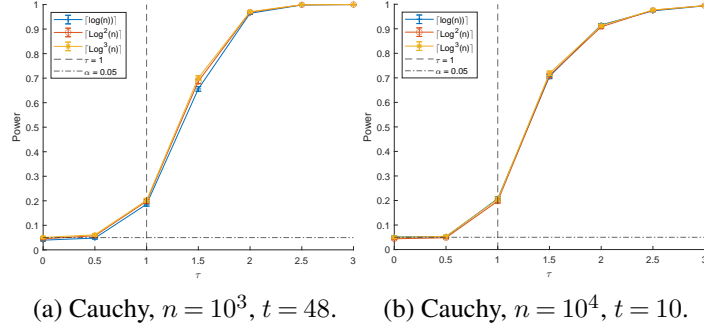 1
0.9
0.8
0.7
0.6
0.5
0.4
0.3
0.2
0.1
0
Power
⌈log(n))⌉
⌈Log²(n)⌉
⌈Log³(n)⌉
τ = 1
α = 0.05
0 0.5 1 1.5 2 2.5 3
τ
(a) Cauchy, n = 10³, t = 48.
1
0.9
0.8
0.7
0.6
0.5
0.4
0.3
0.2
0.1
0
Power
⌈log(n))⌉
⌈Log²(n)⌉
⌈Log³(n)⌉
τ = 1
α = 0.05
0 0.5 1 1.5 2 2.5 3
τ
(b) Cauchy, n = 10⁴, t = 10.